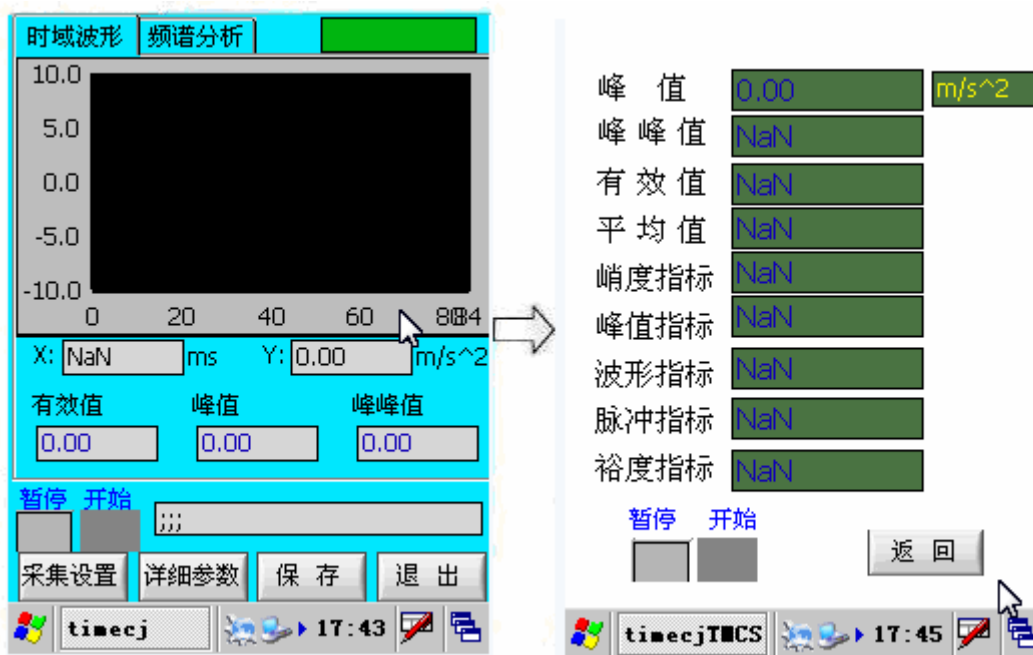 时域波形 频谱分析
10.0
5.0
0.0
-5.0
-10.0
0 20 40 60 84
X: NaN ms Y: 0.00 m/s^2
有效值 峰值 峰峰值
0.00 0.00 0.00
暂停 开始
;;;
采集设置 详细参数 保 存 退 出
timecj 17:43
峰 值 0.00 m/s^2
峰 峰 值 NaN
有 效 值 NaN
平 均 值 NaN
峭度指标 NaN
峰值指标 NaN
波形指标 NaN
脉冲指标 NaN
裕度指标 NaN
暂停 开始
返 回
timecjTMCS 17:45